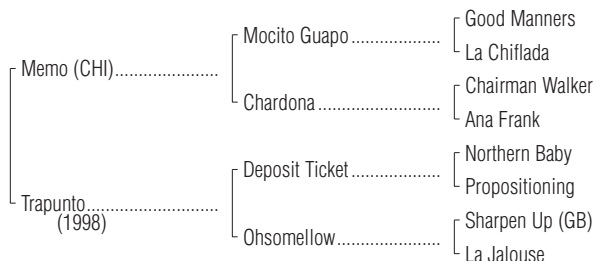 Good Manners
Mocito Guapo....................
La Chiflada
Memo (CHI).......................
Chairman Walker
Chardona...........................
Ana Frank
Northern Baby
Deposit Ticket....................
Propositioning
Trapunto.............................
(1998)
Sharpen Up (GB)
Ohsomellow.......................
La Jalouse